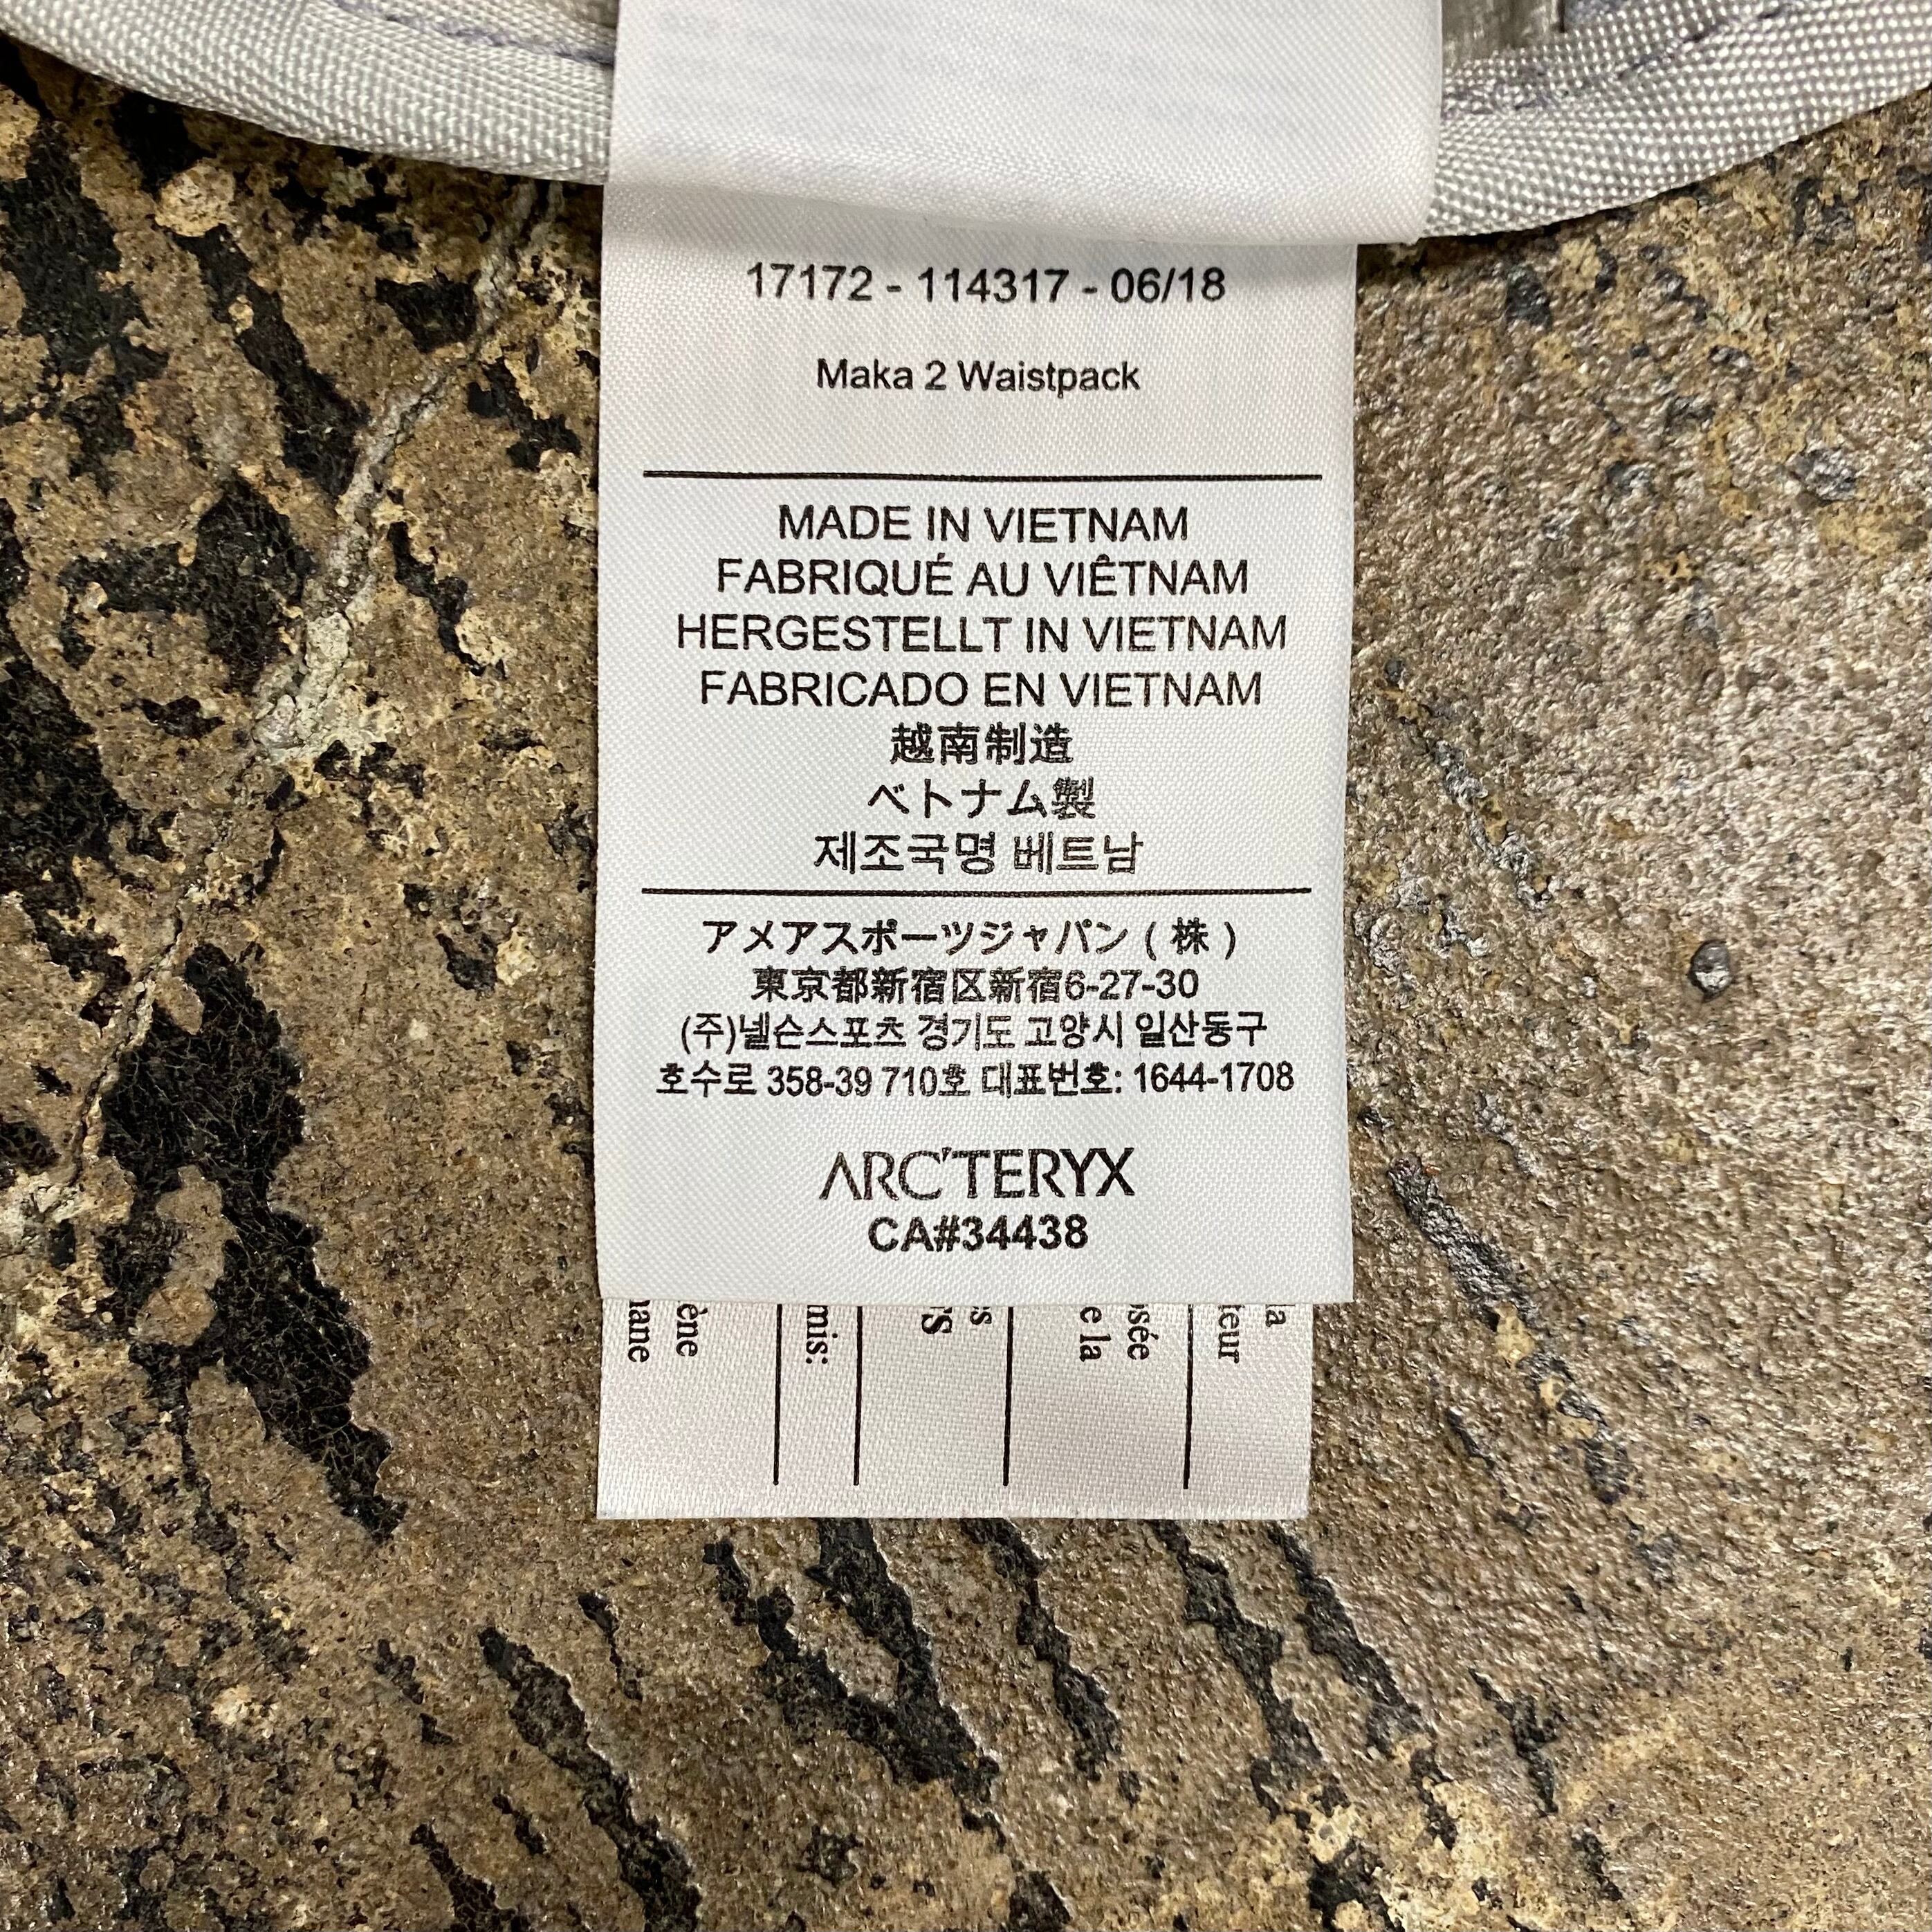 17172 - 114317 - 06/18
Maka 2 Waistpack
MADE IN VIETNAM
FABRIQUÉ AU VIÊTNAM
HERGESTELLT IN VIETNAM
FABRICADO EN VIETNAM
越南制造
ベトナム製
제조국명 베트남
アメアスポーツジャパン ( 株 )
東京都新宿区新宿6-27-30
(주)넬슨스포츠 경기도 고양시 일산동구
호수로 358-39 710호 대표번호: 1644-1708
ARC'TERYX
CA#34438